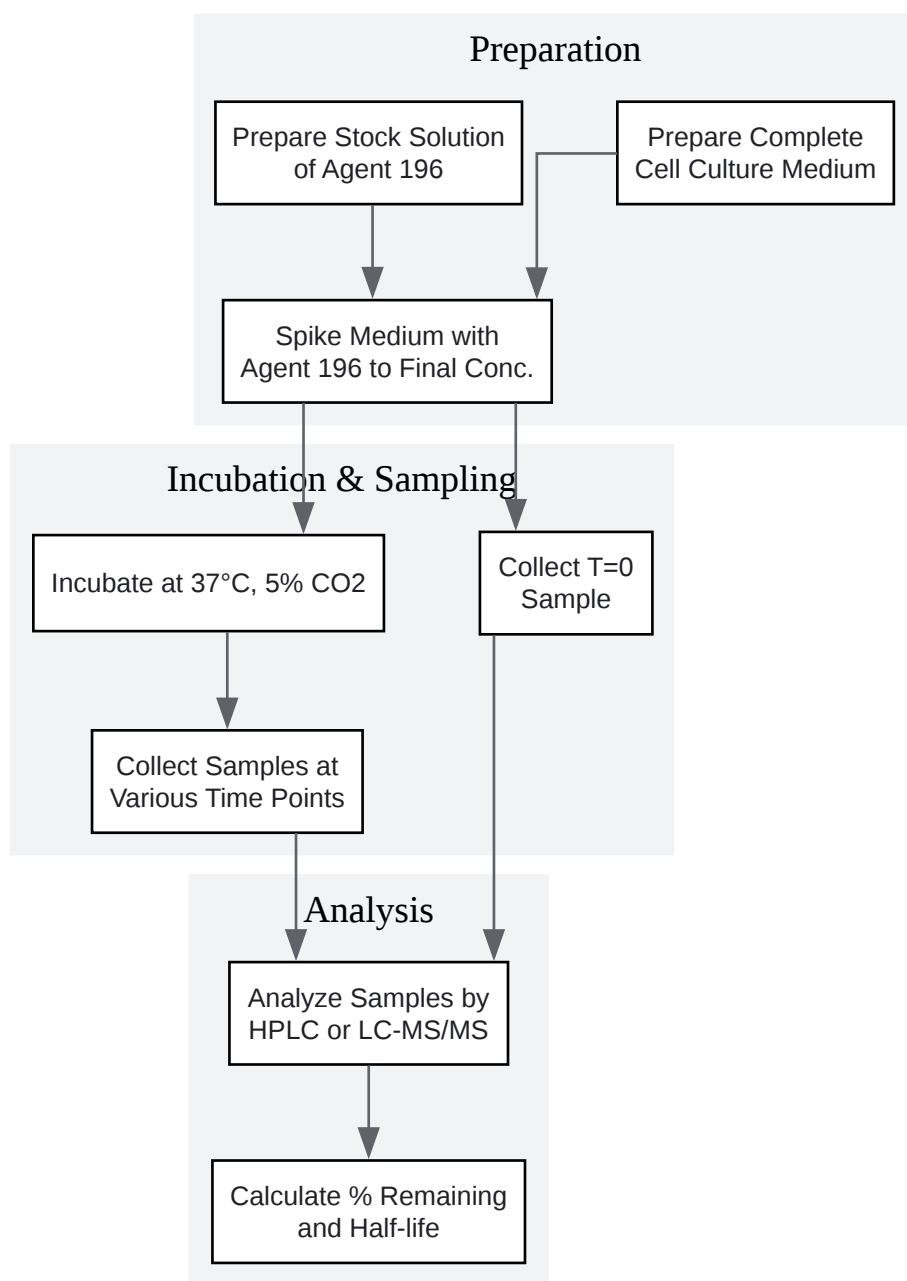 Preparation
Prepare Stock Solution
of Agent 196
Prepare Complete
Cell Culture Medium
Spike Medium with
Agent 196 to Final Conc.
Incubation & Sampling
Incubate at 37°C, 5% CO2
Collect T=0
Sample
Collect Samples at
Various Time Points
Analysis
Analyze Samples by
HPLC or LC-MS/MS
Calculate % Remaining
and Half-life